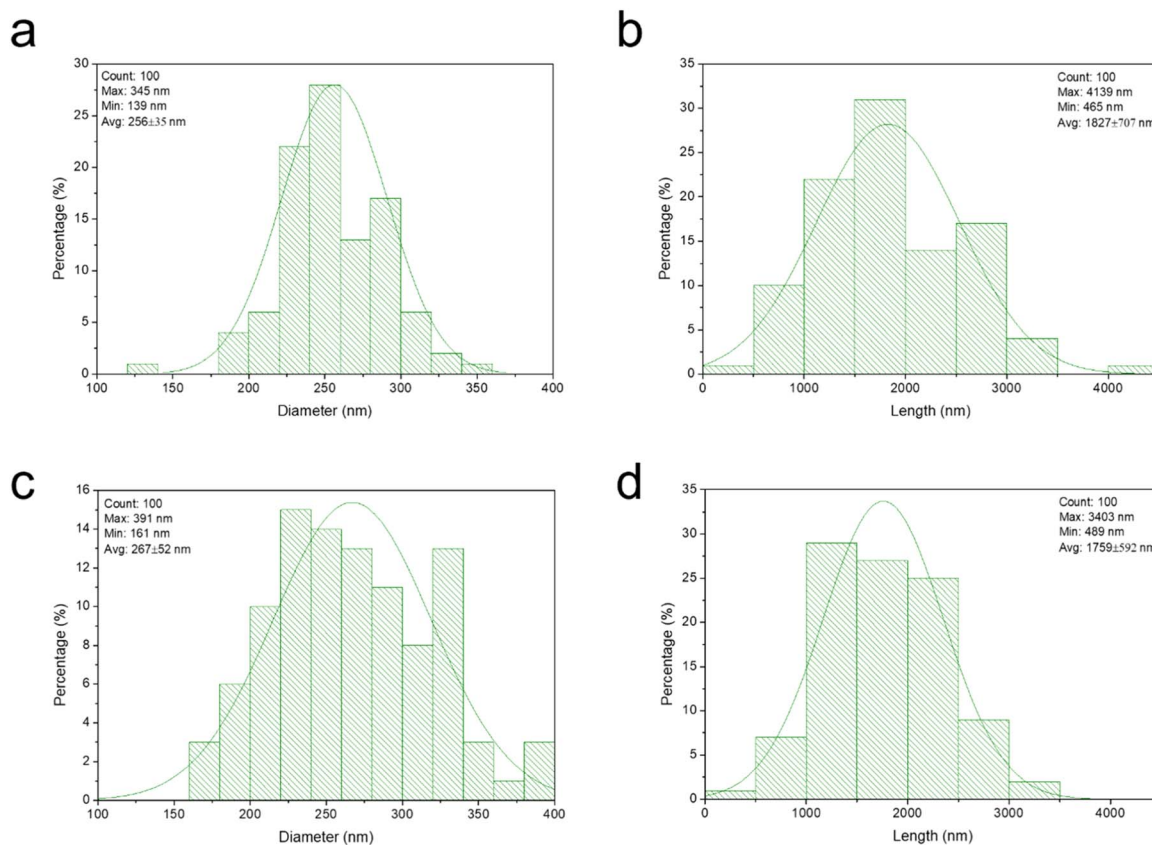 a
Count: 100
Max: 345 nm
Min: 139 nm
Avg: 256±35 nm
Percentage (%)
30
25
20
15
10
5
0
100 150 200 250 300 350 400
Diameter (nm)
b
Count: 100
Max: 4139 nm
Min: 465 nm
Avg: 1827±707 nm
Percentage (%)
35
30
25
20
15
10
5
0
0 1000 2000 3000 4000
Length (nm)
c
Count: 100
Max: 391 nm
Min: 161 nm
Avg: 267±52 nm
Percentage (%)
16
14
12
10
8
6
4
2
0
100 150 200 250 300 350 400
Diameter (nm)
d
Count: 100
Max: 3403 nm
Min: 489 nm
Avg: 1759±592 nm
Percentage (%)
35
30
25
20
15
10
5
0
0 1000 2000 3000 4000
Length (nm)